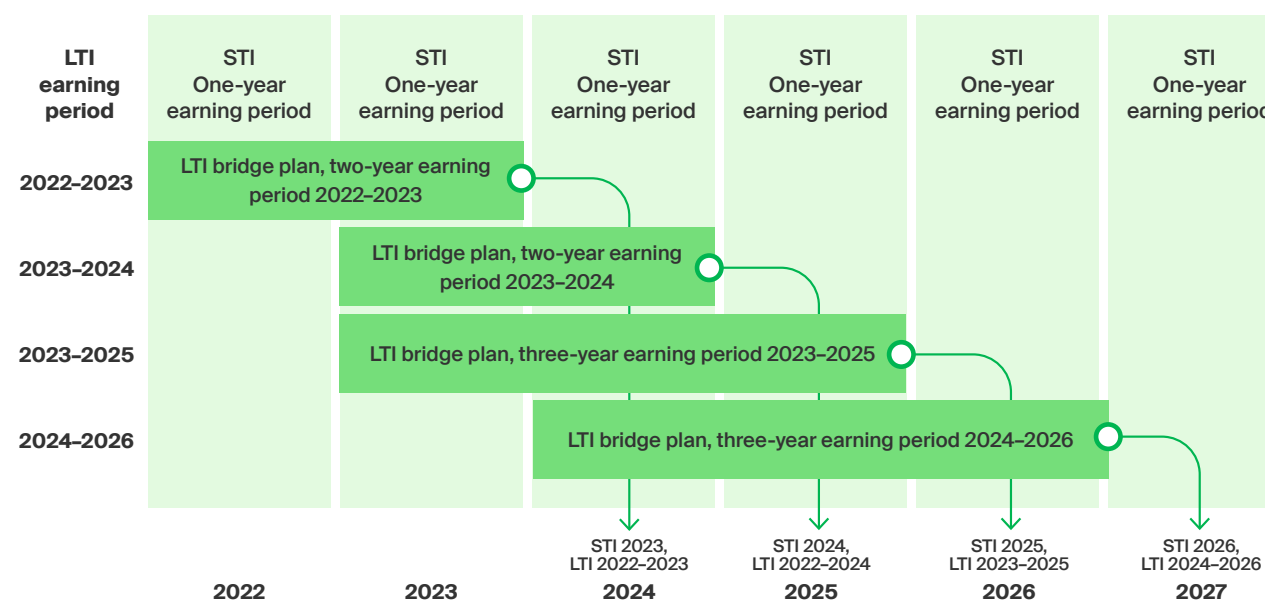 LTI
earning
period
STI
One-year
earning period
STI
One-year
earning period
STI
One-year
earning period
STI
One-year
earning period
STI
One-year
earning period
STI
One-year
earning period
2022–2023
LTI bridge plan, two-year earning
period 2022–2023
2023–2024
LTI bridge plan, two-year earning
period 2023–2024
2023–2025
LTI bridge plan, three-year earning period 2023–2025
2024–2026
LTI bridge plan, three-year earning period 2024–2026
STI 2023,
LTI 2022–2023
STI 2024,
LTI 2022–2024
STI 2025,
LTI 2023–2025
STI 2026,
LTI 2024–2026
2022
2023
2024
2025
2026
2027